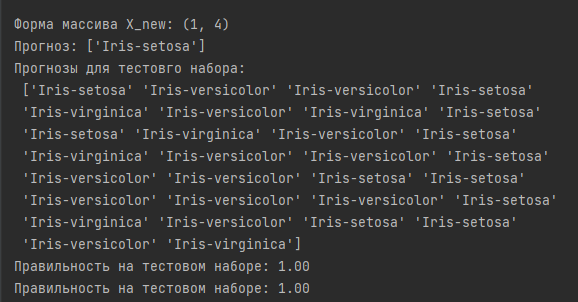 Форма массива X_new: (1, 4)
Прогноз: ['Iris-setosa']
Прогнозы для тестовго набора:
['Iris-setosa' 'Iris-versicolor' 'Iris-versicolor' 'Iris-setosa'
'Iris-virginica' 'Iris-versicolor' 'Iris-virginica' 'Iris-setosa'
'Iris-setosa' 'Iris-virginica' 'Iris-versicolor' 'Iris-setosa'
'Iris-virginica' 'Iris-versicolor' 'Iris-versicolor' 'Iris-setosa'
'Iris-versicolor' 'Iris-versicolor' 'Iris-setosa' 'Iris-setosa'
'Iris-versicolor' 'Iris-versicolor' 'Iris-versicolor' 'Iris-setosa'
'Iris-virginica' 'Iris-versicolor' 'Iris-setosa' 'Iris-setosa'
'Iris-versicolor' 'Iris-virginica']
Правильность на тестовом наборе: 1.00
Правильность на тестовом наборе: 1.00